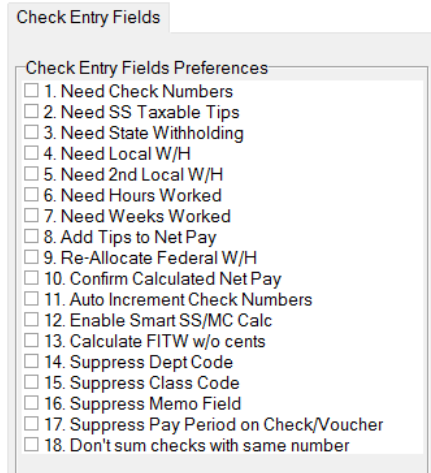 Check Entry Fields
Check Entry Fields Preferences
1. Need Check Numbers
2. Need SS Taxable Tips
3. Need State Withholding
4. Need Local W/H
5. Need 2nd Local W/H
6. Need Hours Worked
7. Need Weeks Worked
8. Add Tips to Net Pay
9. Re-Allocate Federal W/H
10. Confirm Calculated Net Pay
11. Auto Increment Check Numbers
12. Enable Smart SS/MC Calc
13. Calculate FITW w/o cents
14. Suppress Dept Code
15. Suppress Class Code
16. Suppress Memo Field
17. Suppress Pay Period on Check/Voucher
18. Don't sum checks with same number